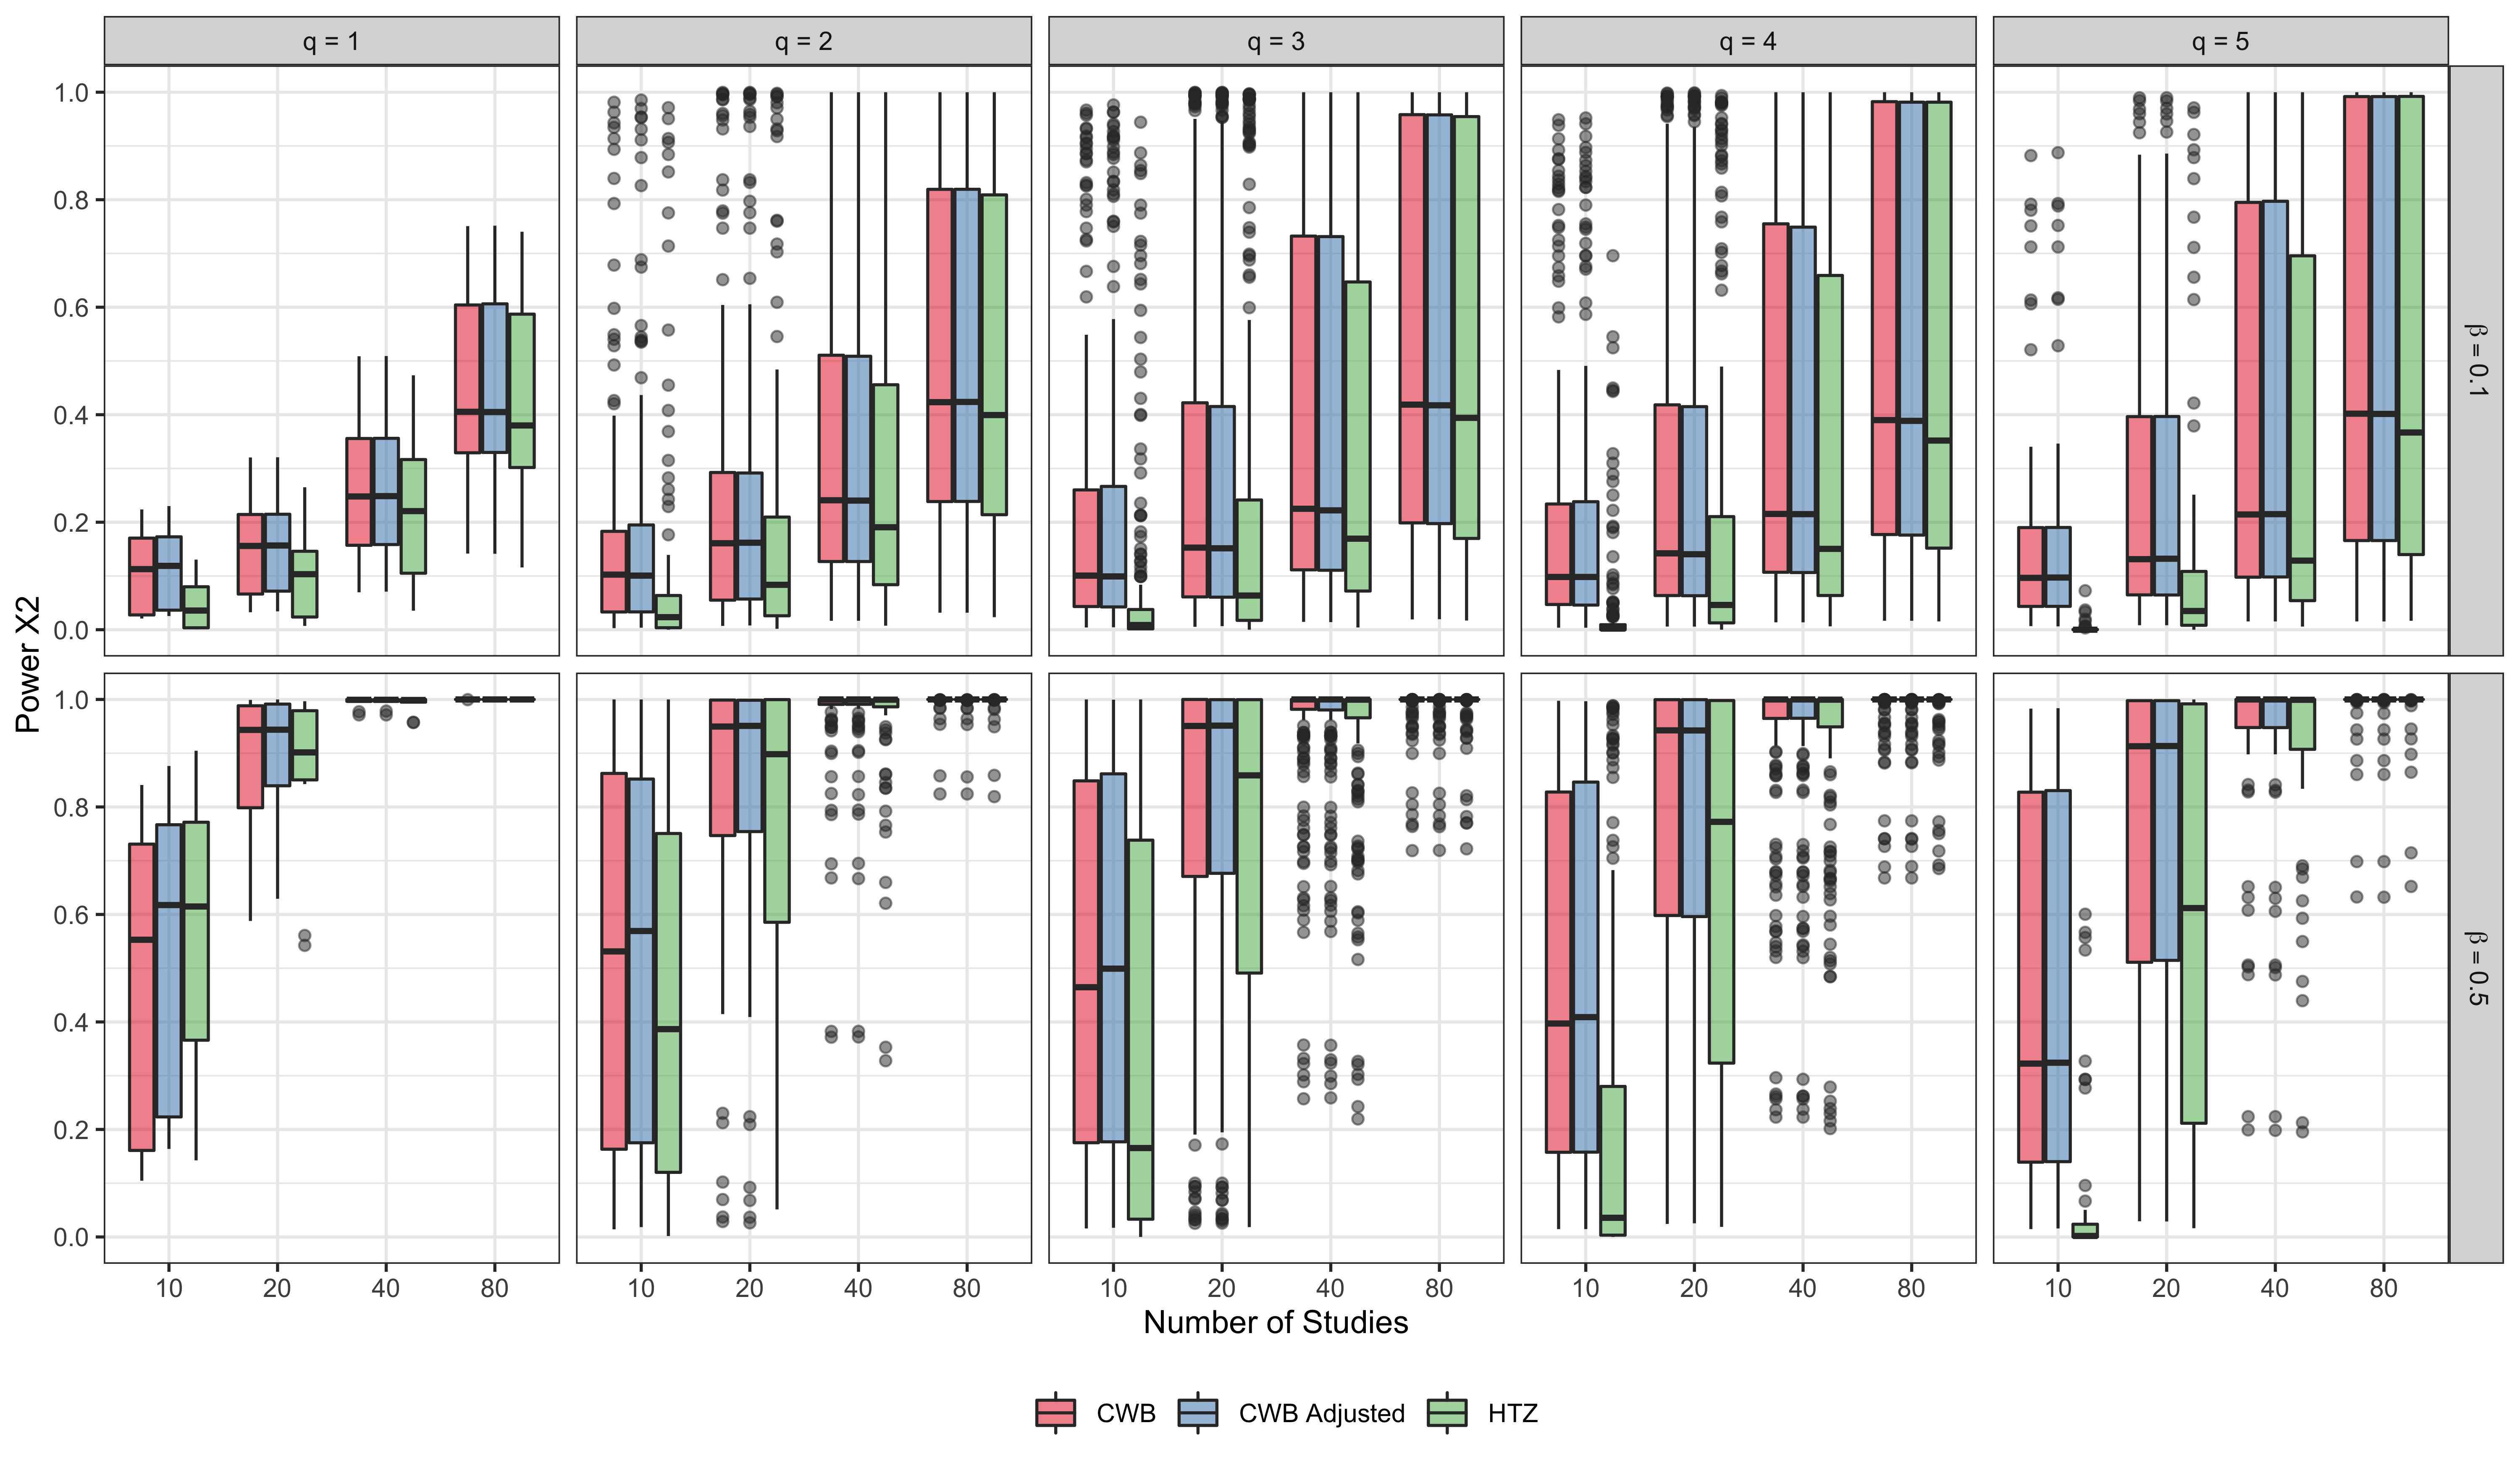 q = 1
q = 2
q = 3
q = 4
q = 5
Power X2
1.0
0.8
0.6
0.4
0.2
0.0
β = 0.1
1.0
0.8
0.6
0.4
0.2
0.0
β = 0.5
10 20 40 80
10 20 40 80
10 20 40 80
10 20 40 80
10 20 40 80
Number of Studies
CWB CWB Adjusted HTZ